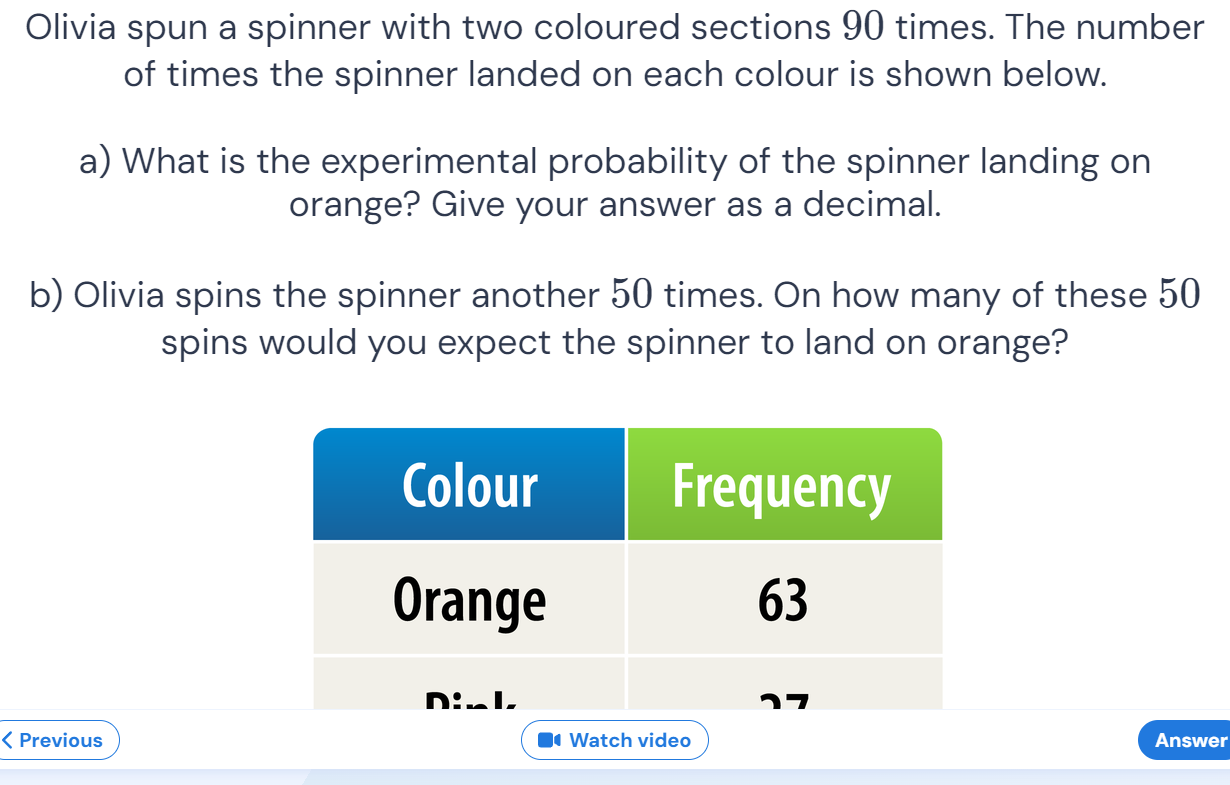 Olivia spun a spinner with two coloured sections 90 times. The number
of times the spinner landed on each colour is shown below.
a) What is the experimental probability of the spinner landing on
orange? Give your answer as a decimal.
b) Olivia spins the spinner another 50 times. On how many of these 50
spins would you expect the spinner to land on orange?
Colour Frequency
Orange 63
Pink 27
Previous Watch video Answer